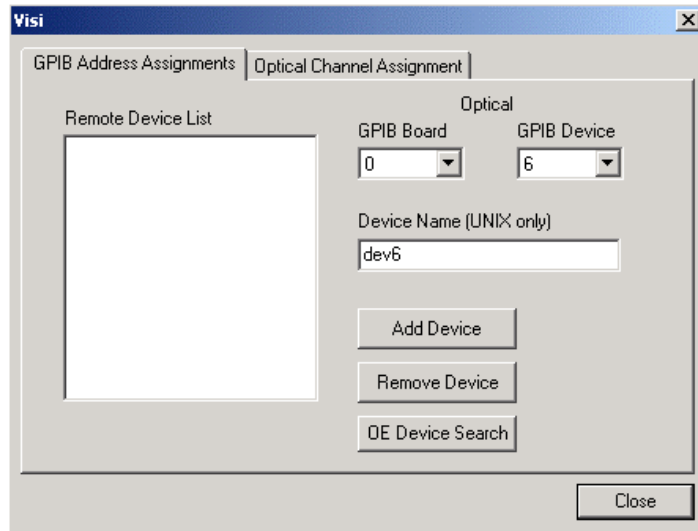 Visi
GPIB Address Assignments
Optical Channel Assignment
Remote Device List
Optical
GPIB Board
GPIB Device
0
6
Device Name (UNIX only)
dev6
Add Device
Remove Device
OE Device Search
Close